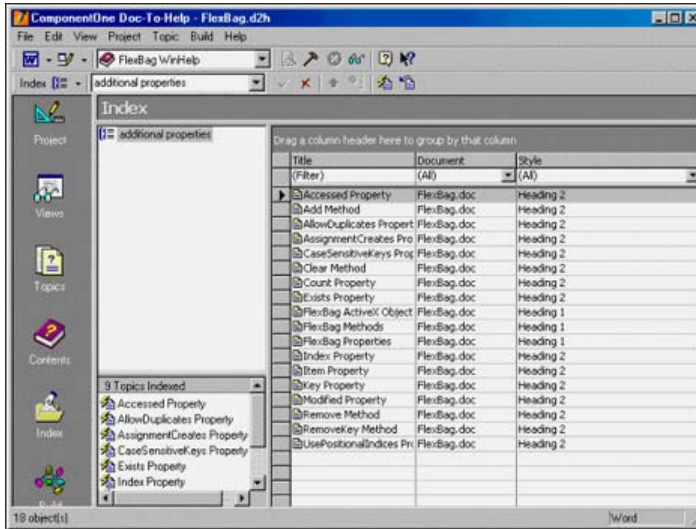 ComponentOne Doc-To-Help - FlexBag.d2h
File Edit View Project Topic Build Help
FlexBag WinHelp
Index additional properties
Index
Project
Views
Topics
Contents
Index
additional properties
Drag a column header here to group by that column
Title Document Style
(Filter) (All) (All)
Accessed Property FlexBag.doc Heading 2
Add Method FlexBag.doc Heading 2
AllowDuplicates Propert FlexBag.doc Heading 2
AssignmentCreates Pro FlexBag.doc Heading 2
CaseSensitiveKeys Prop FlexBag.doc Heading 2
Clear Method FlexBag.doc Heading 2
Count Property FlexBag.doc Heading 2
Exists Property FlexBag.doc Heading 2
FlexBag ActiveX Object FlexBag.doc Heading 1
FlexBag Methods FlexBag.doc Heading 1
FlexBag Properties FlexBag.doc Heading 1
Index Property FlexBag.doc Heading 2
Item Property FlexBag.doc Heading 2
Key Property FlexBag.doc Heading 2
Modified Property FlexBag.doc Heading 2
Remove Method FlexBag.doc Heading 2
RemoveKey Method FlexBag.doc Heading 2
UsePositionalIndices Pr FlexBag.doc Heading 2
9 Topics Indexed
Accessed Property
AllowDuplicates Property
AssignmentCreates Property
CaseSensitiveKeys Property
Exists Property
Index Property
18 object(s)
Word